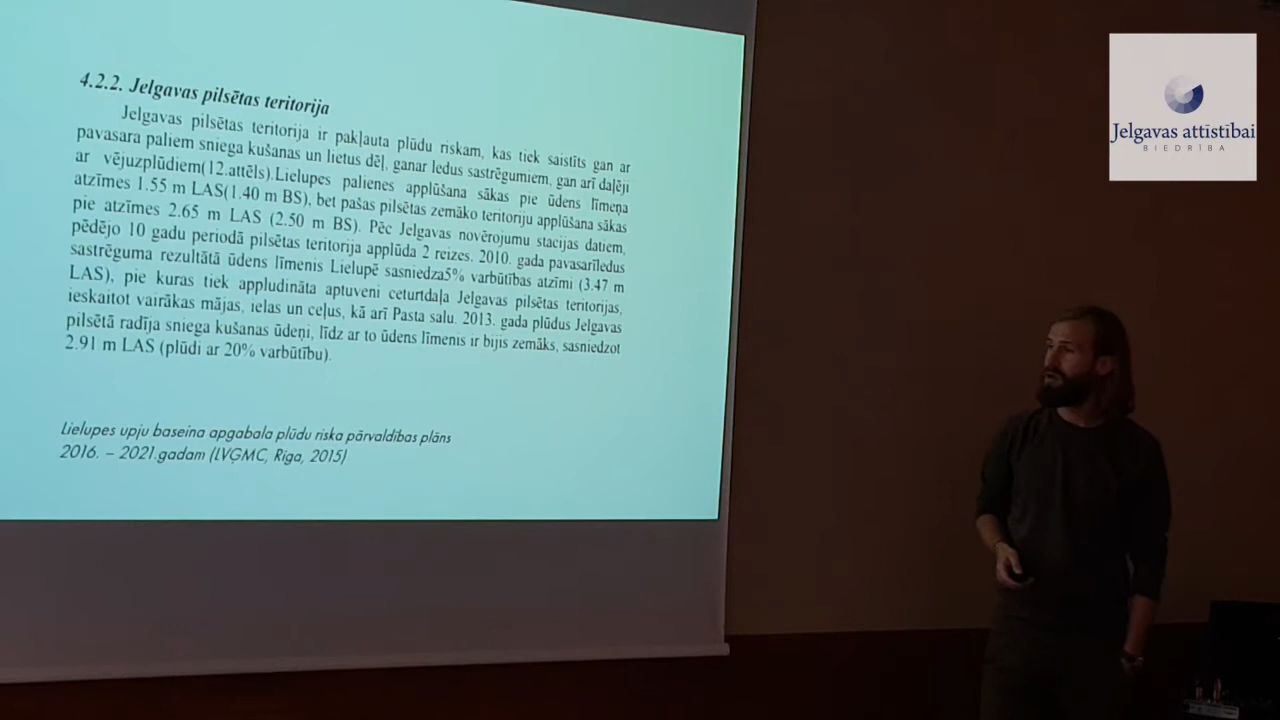 4.2.2. Jelgavas pilsētas teritorija
Jelgavas pilsētas teritorija ir pakļauta plūdu riskam, kas tiek saistīts gan ar
pavasara paliem sniega kušanas un lietus dēļ, ganar ledus sastrēgumiem, gan arī daļēji
ar vējuzplūdiem(12.attēls).Lielupes palienes applūšana sākas pie ūdens līmeņa
atzīmes 1.55 m LAS(1.40 m BS), bet pašas pilsētas zemāko teritoriju applūšana sākas
pie atzīmes 2.65 m LAS (2.50 m BS). Pēc Jelgavas novērojumu stacijas datiem,
pēdējo 10 gadu periodā pilsētas teritorija applūda 2 reizes. 2010. gada pavasarīledus
sastrēguma rezultātā ūdens līmenis Lielupē sasniedza5% varbūtības atzīmi (3.47 m
LAS), pie kuras tiek appludināta aptuveni ceturtdaļa Jelgavas pilsētas teritorijas,
ieskaitot vairākas mājas, ielas un ceļus, kā arī Pasta salu. 2013. gada plūdus Jelgavas
pilsētā radīja sniega kušanas ūdeņi, līdz ar to ūdens līmenis ir bijis zemāks, sasniedzot
2.91 m LAS (plūdi ar 20% varbūtību).
Lielupes upju baseina apgabala plūdu riska pārvaldības plāns
2016. – 2021.gadam (LVĢMC, Rīga, 2015)
Jelgavas attīstībai
BIEDRĪBA